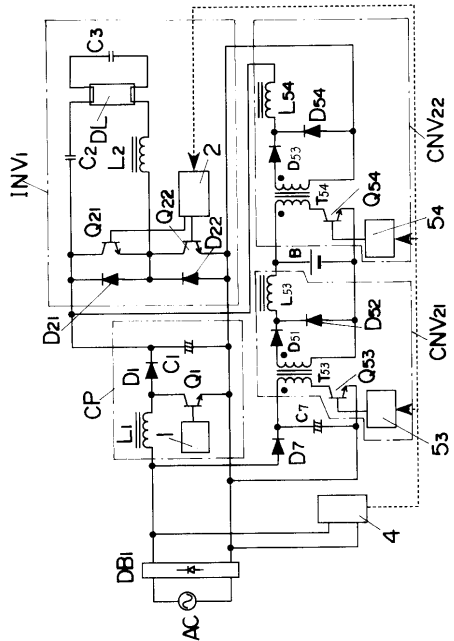 INV1
C3
DL
C2
L2
Q21
2
Q22
D21
D22
CP
D1
C1
L1
Q1
1
L54
D54
D53
T54
Q54
54
CNV22
B
L53
D51
D52
T53
Q53
C7
53
CNV21
D7
4
DB1
AC